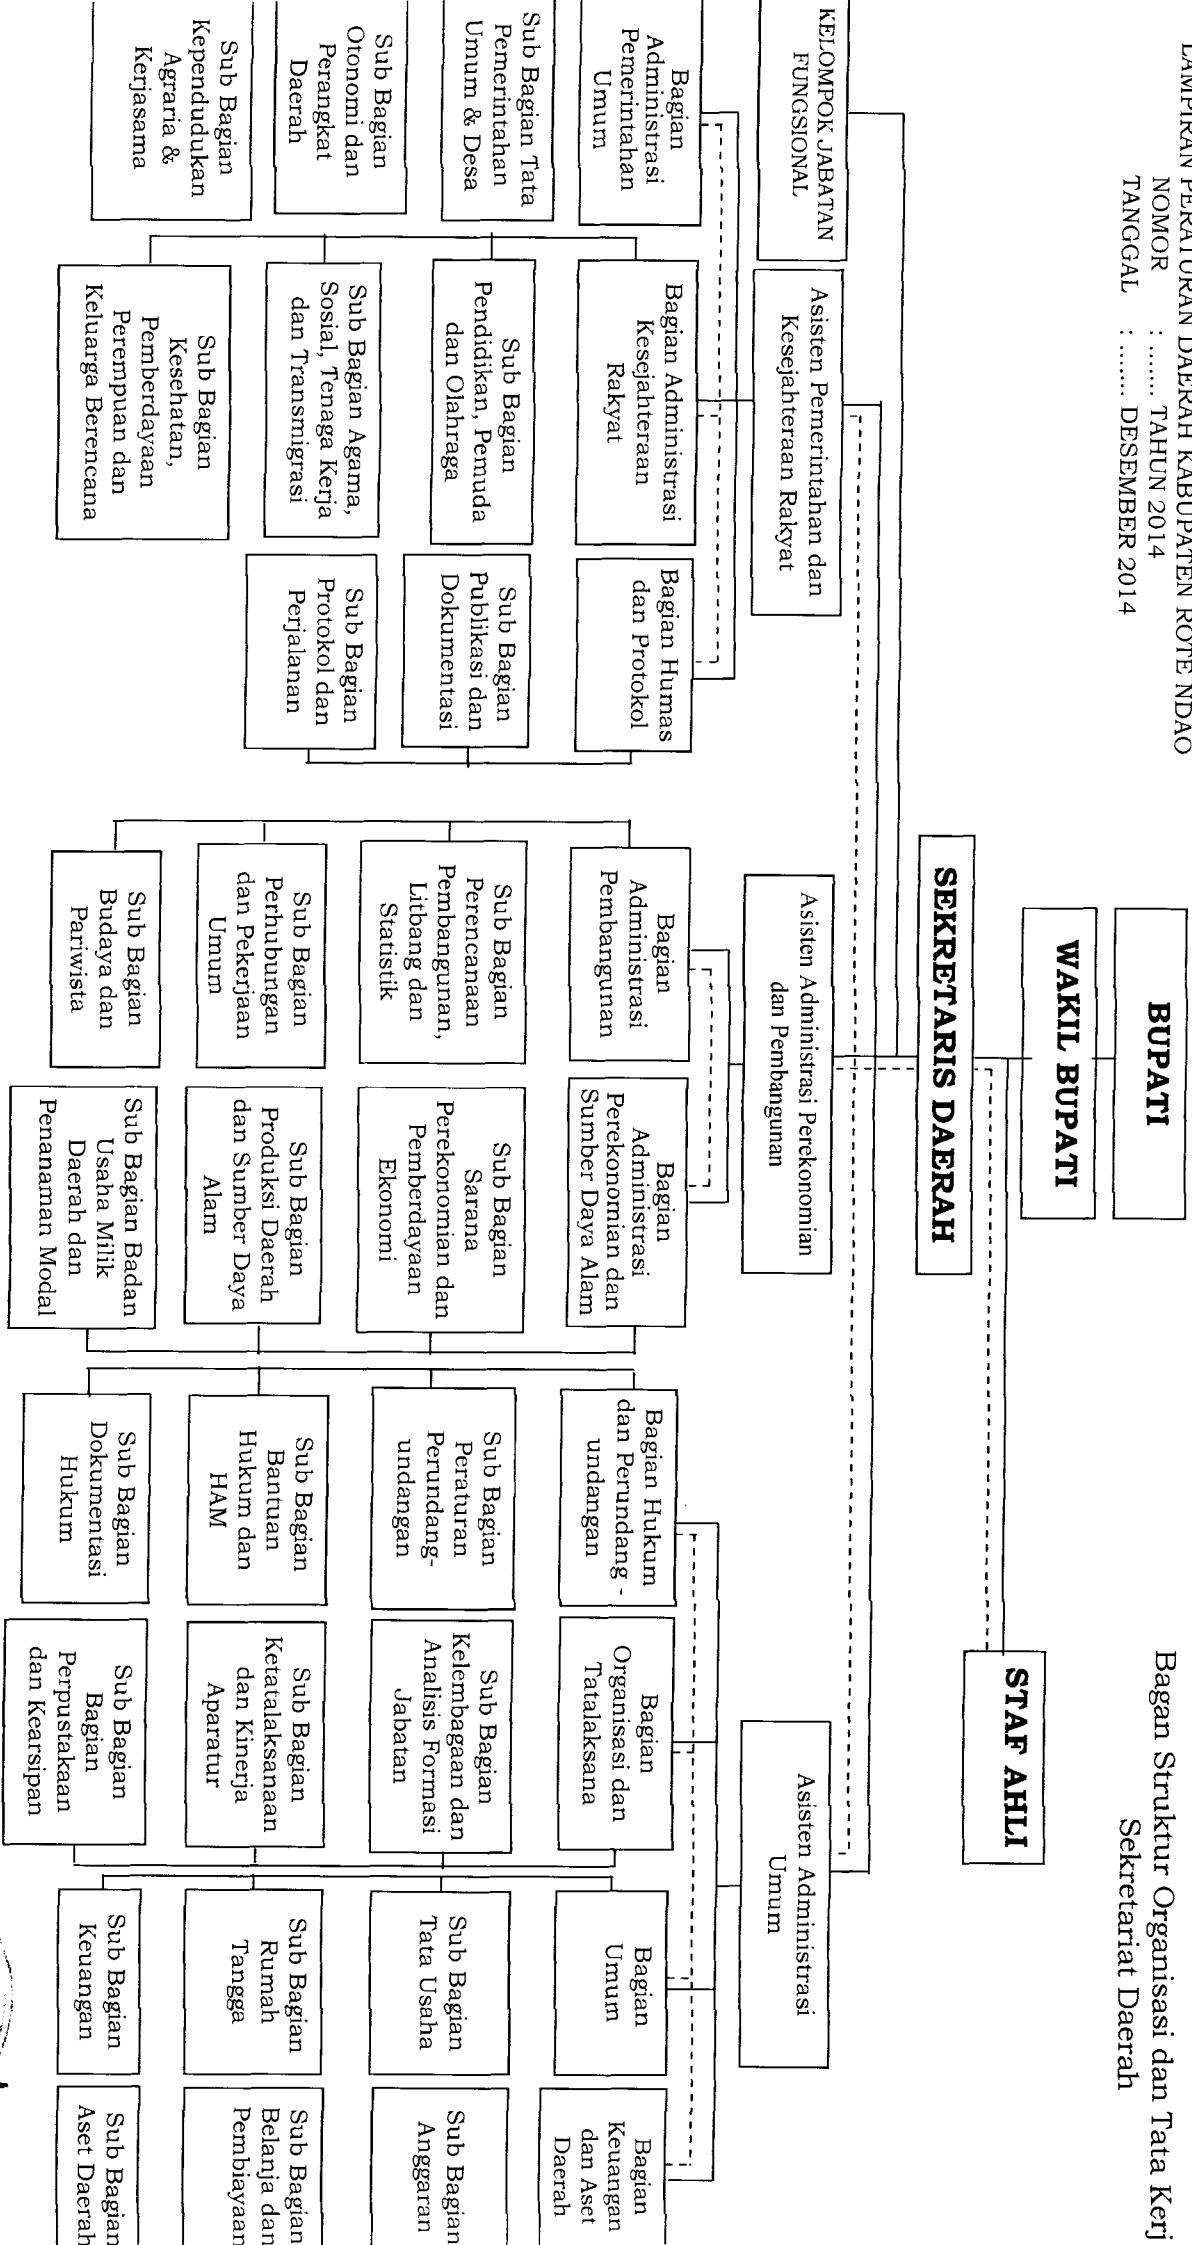 LAMPIRAN PERATURAN DAERAH KABUPATEN ROTE NDAO
NOMOR : ....... TAHUN 2014
TANGGAL : ....... DESEMBER 2014
Bagan Struktur Organisasi dan Tata Kerj
Sekretariat Daerah
BUPATI
WAKIL BUPATI
STAF AHLI
SEKRETARIS DAERAH
KELOMPOK JABATAN
FUNGSIONAL
Asisten Pemerintahan dan
Kesejahteraan Rakyat
Asisten Administrasi Perekonomian
dan Pembangunan
Asisten Administrasi
Umum
Bagian
Administrasi
Pemerintahan
Umum
Bagian Administrasi
Kesejahteraan
Rakyat
Bagian Humas
dan Protokol
Bagian
Administrasi
Pembangunan
Bagian
Administrasi
Perekonomian dan
Sumber Daya Alam
Bagian Hukum
dan Perundang -
undangan
Bagian
Organisasi dan
Tatalaksana
Bagian
Umum
Bagian
Keuangan
dan Aset
Daerah
Sub Bagian Tata
Pemerintahan
Umum & Desa
Sub Bagian
Pendidikan, Pemuda
dan Olahraga
Sub Bagian
Publikasi dan
Dokumentasi
Sub Bagian
Perencanaan
Pembangunan,
Litbang dan
Statistik
Sub Bagian
Sarana
Perekonomian dan
Pemberdayaan
Ekonomi
Sub Bagian
Peraturan
Perundang-
undangan
Sub Bagian
Kelembagaan dan
Analisis Formasi
Jabatan
Sub Bagian
Tata Usaha
Sub Bagian
Anggaran
Sub Bagian
Otonomi dan
Perangkat
Daerah
Sub Bagian Agama,
Sosial, Tenaga Kerja
dan Transmigrasi
Sub Bagian
Protokol dan
Perjalanan
Sub Bagian
Perhubungan
dan Pekerjaan
Umum
Sub Bagian
Produksi Daerah
dan Sumber Daya
Alam
Sub Bagian
Bantuan
Hukum dan
HAM
Sub Bagian
Ketatalaksanaan
dan Kinerja
Aparatur
Sub Bagian
Rumah
Tangga
Sub Bagian
Belanja dan
Pembiayaan
Sub Bagian
Kependudukan
Agraria &
Kerjasama
Sub Bagian
Kesehatan,
Pemberdayaan
Perempuan dan
Keluarga Berencana
Sub Bagian
Budaya dan
Pariwista
Sub Bagian Badan
Usaha Milik
Daerah dan
Penanaman Modal
Sub Bagian
Dokumentasi
Hukum
Sub Bagian
Bagian
Perpustakaan
dan Kearsipan
Sub Bagian
Keuangan
Sub Bagian
Aset Daerah